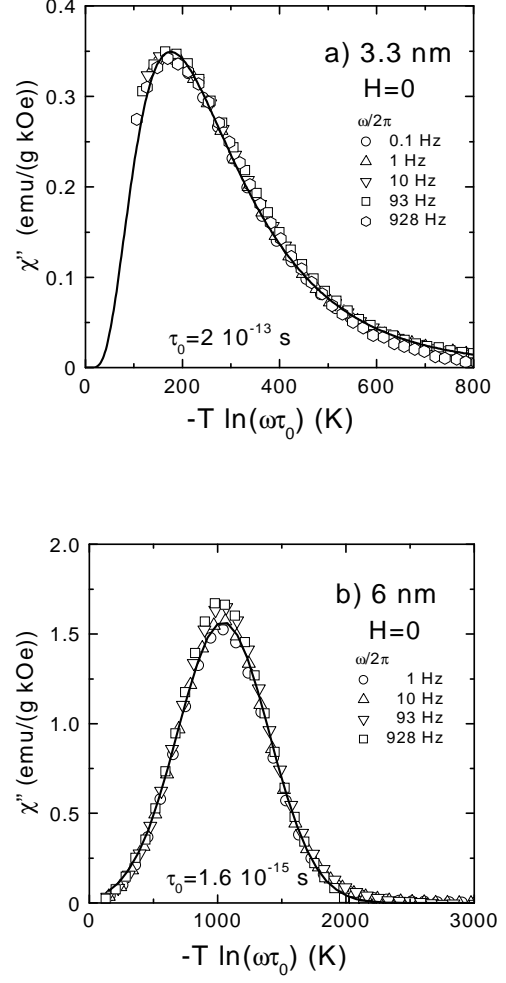 0.4
0.3
0.2
0.1
0
χ" (emu/(g kOe))
a) 3.3 nm
H=0
ω/2π
0.1 Hz
1 Hz
10 Hz
93 Hz
928 Hz
τ₀=2 10⁻¹³ s
0 200 400 600 800
-T ln(ωτ₀) (K)
2.0
1.5
1.0
0.5
0
χ" (emu/(g kOe))
b) 6 nm
H=0
ω/2π
1 Hz
10 Hz
93 Hz
928 Hz
τ₀=1.6 10⁻¹⁵ s
0 1000 2000 3000
-T ln(ωτ₀) (K)